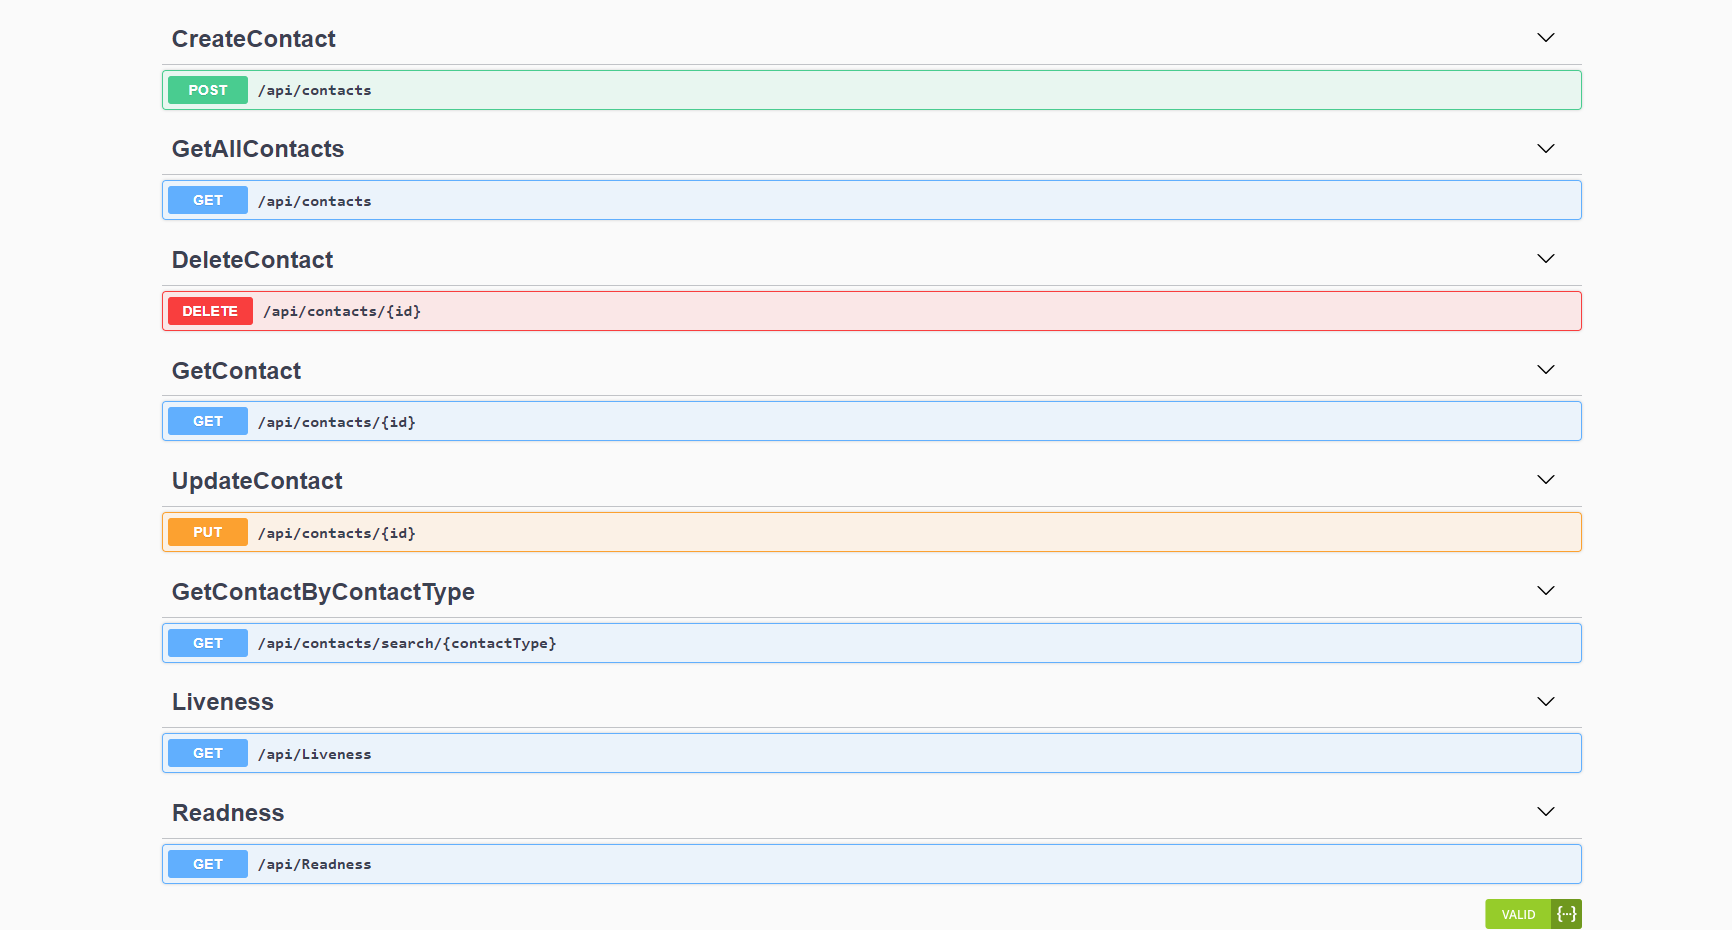 CreateContact
POST /api/contacts
GetAllContacts
GET /api/contacts
DeleteContact
DELETE /api/contacts/{id}
GetContact
GET /api/contacts/{id}
UpdateContact
PUT /api/contacts/{id}
GetContactByContactType
GET /api/contacts/search/{contactType}
Liveness
GET /api/Liveness
Readness
GET /api/Readness
VALID {···}